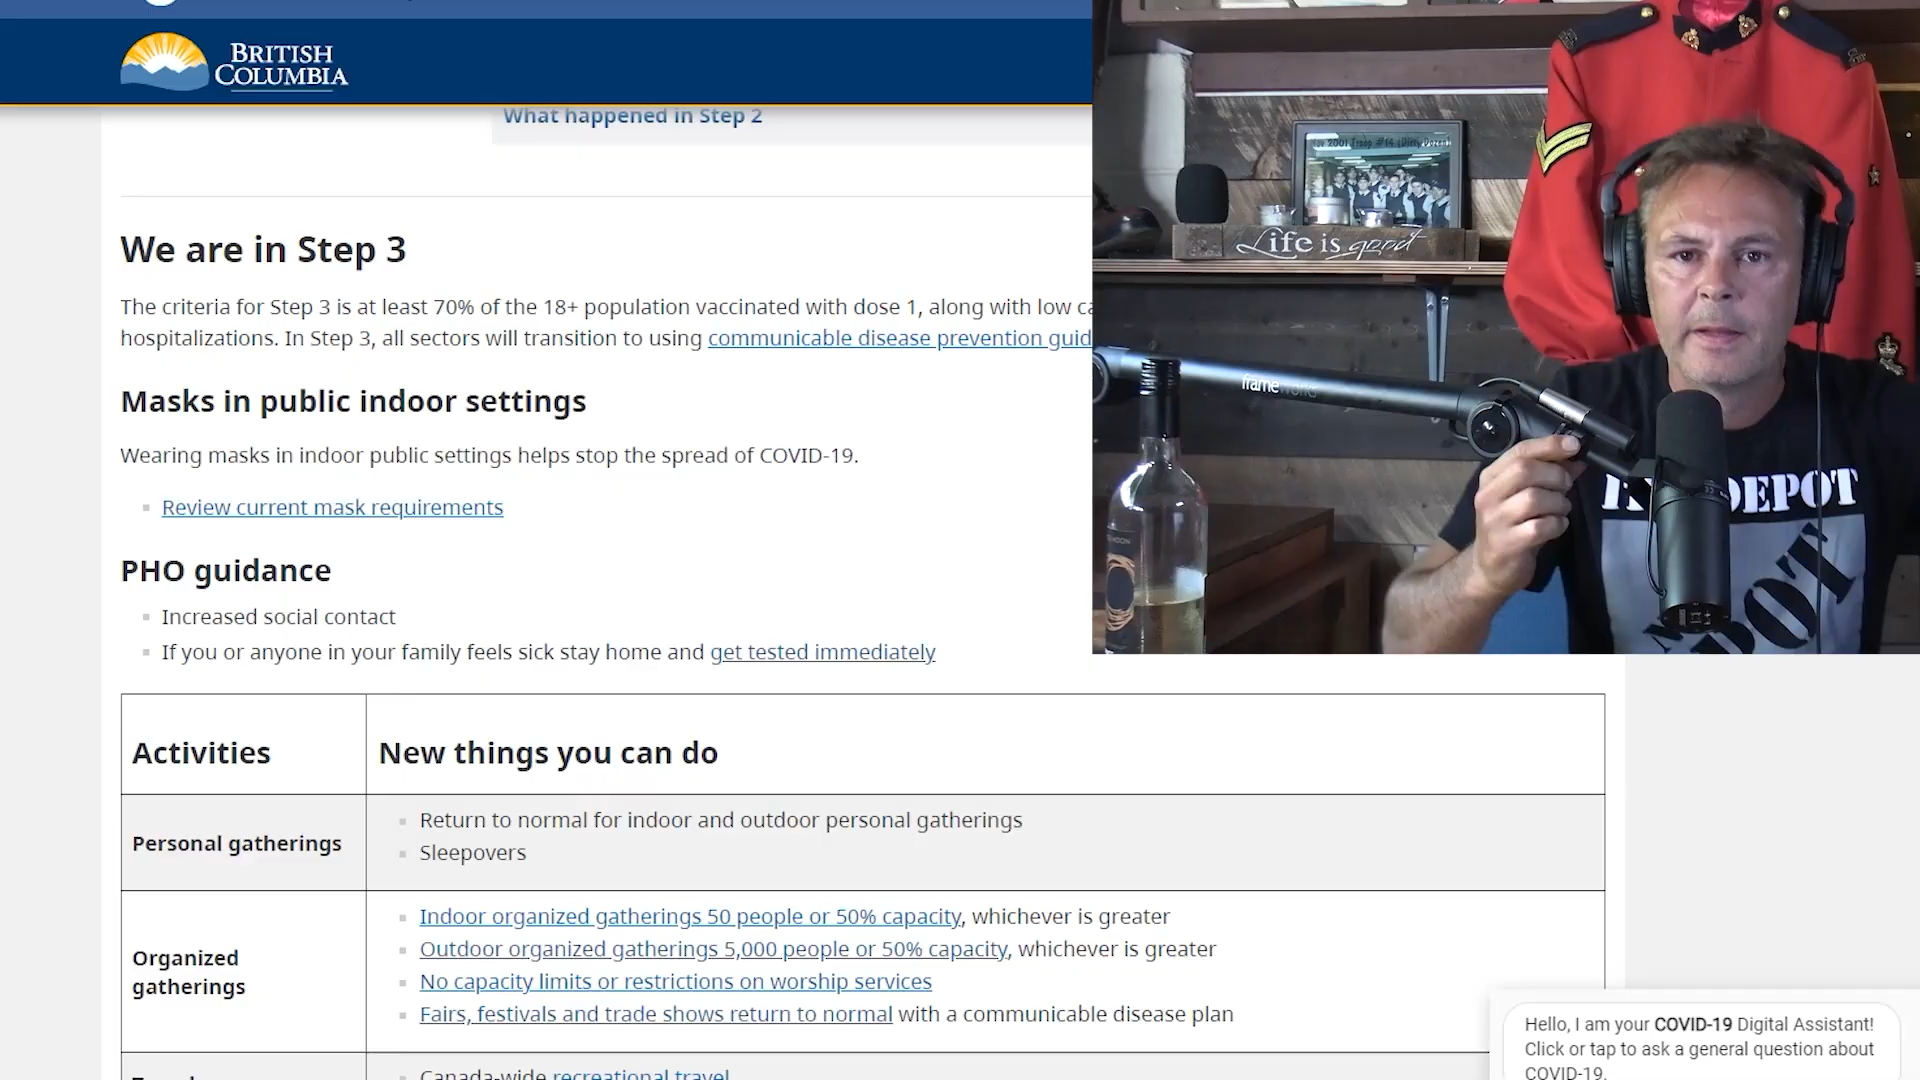 BRITISH
COLUMBIA
What happened in Step 2
We are in Step 3
The criteria for Step 3 is at least 70% of the 18+ population vaccinated with dose 1, along with low
hospitalizations. In Step 3, all sectors will transition to using communicable disease prevention
Masks in public indoor settings
Wearing masks in indoor public settings helps stop the spread of COVID-19.
Review current mask requirements
PHO guidance
Increased social contact
If you or anyone in your family feels sick stay home and get tested immediately
Activities
New things you can do
Personal gatherings
Return to normal for indoor and outdoor personal gatherings
Sleepovers
Organized
gatherings
Indoor organized gatherings 50 people or 50% capacity, whichever is greater
Outdoor organized gatherings 5,000 people or 50% capacity, whichever is greater
No capacity limits or restrictions on worship services
Fairs, festivals and trade shows return to normal with a communicable disease plan
Canada-wide recreational travel
2001 Troop #14 (Dirty Dozen)
Life is good
framework
DEPOT
Hello, I am your COVID-19 Digital Assistant!
Click or tap to ask a general question about
COVID-19.